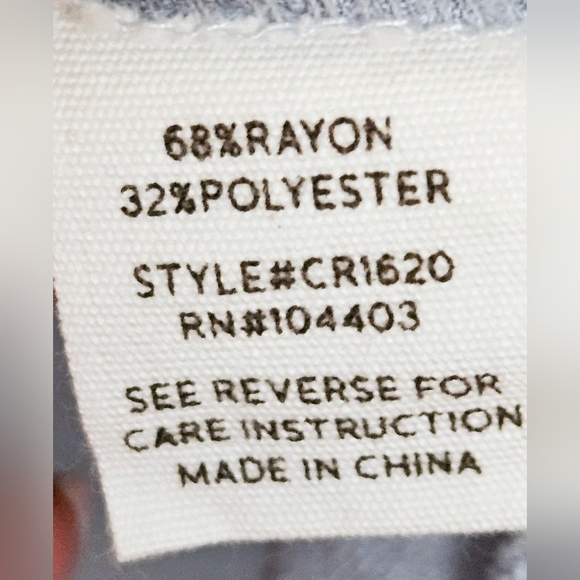 68%RAYON
32%POLYESTER
STYLE#CR1620
RN#104403
SEE REVERSE FOR
CARE INSTRUCTION
MADE IN CHINA